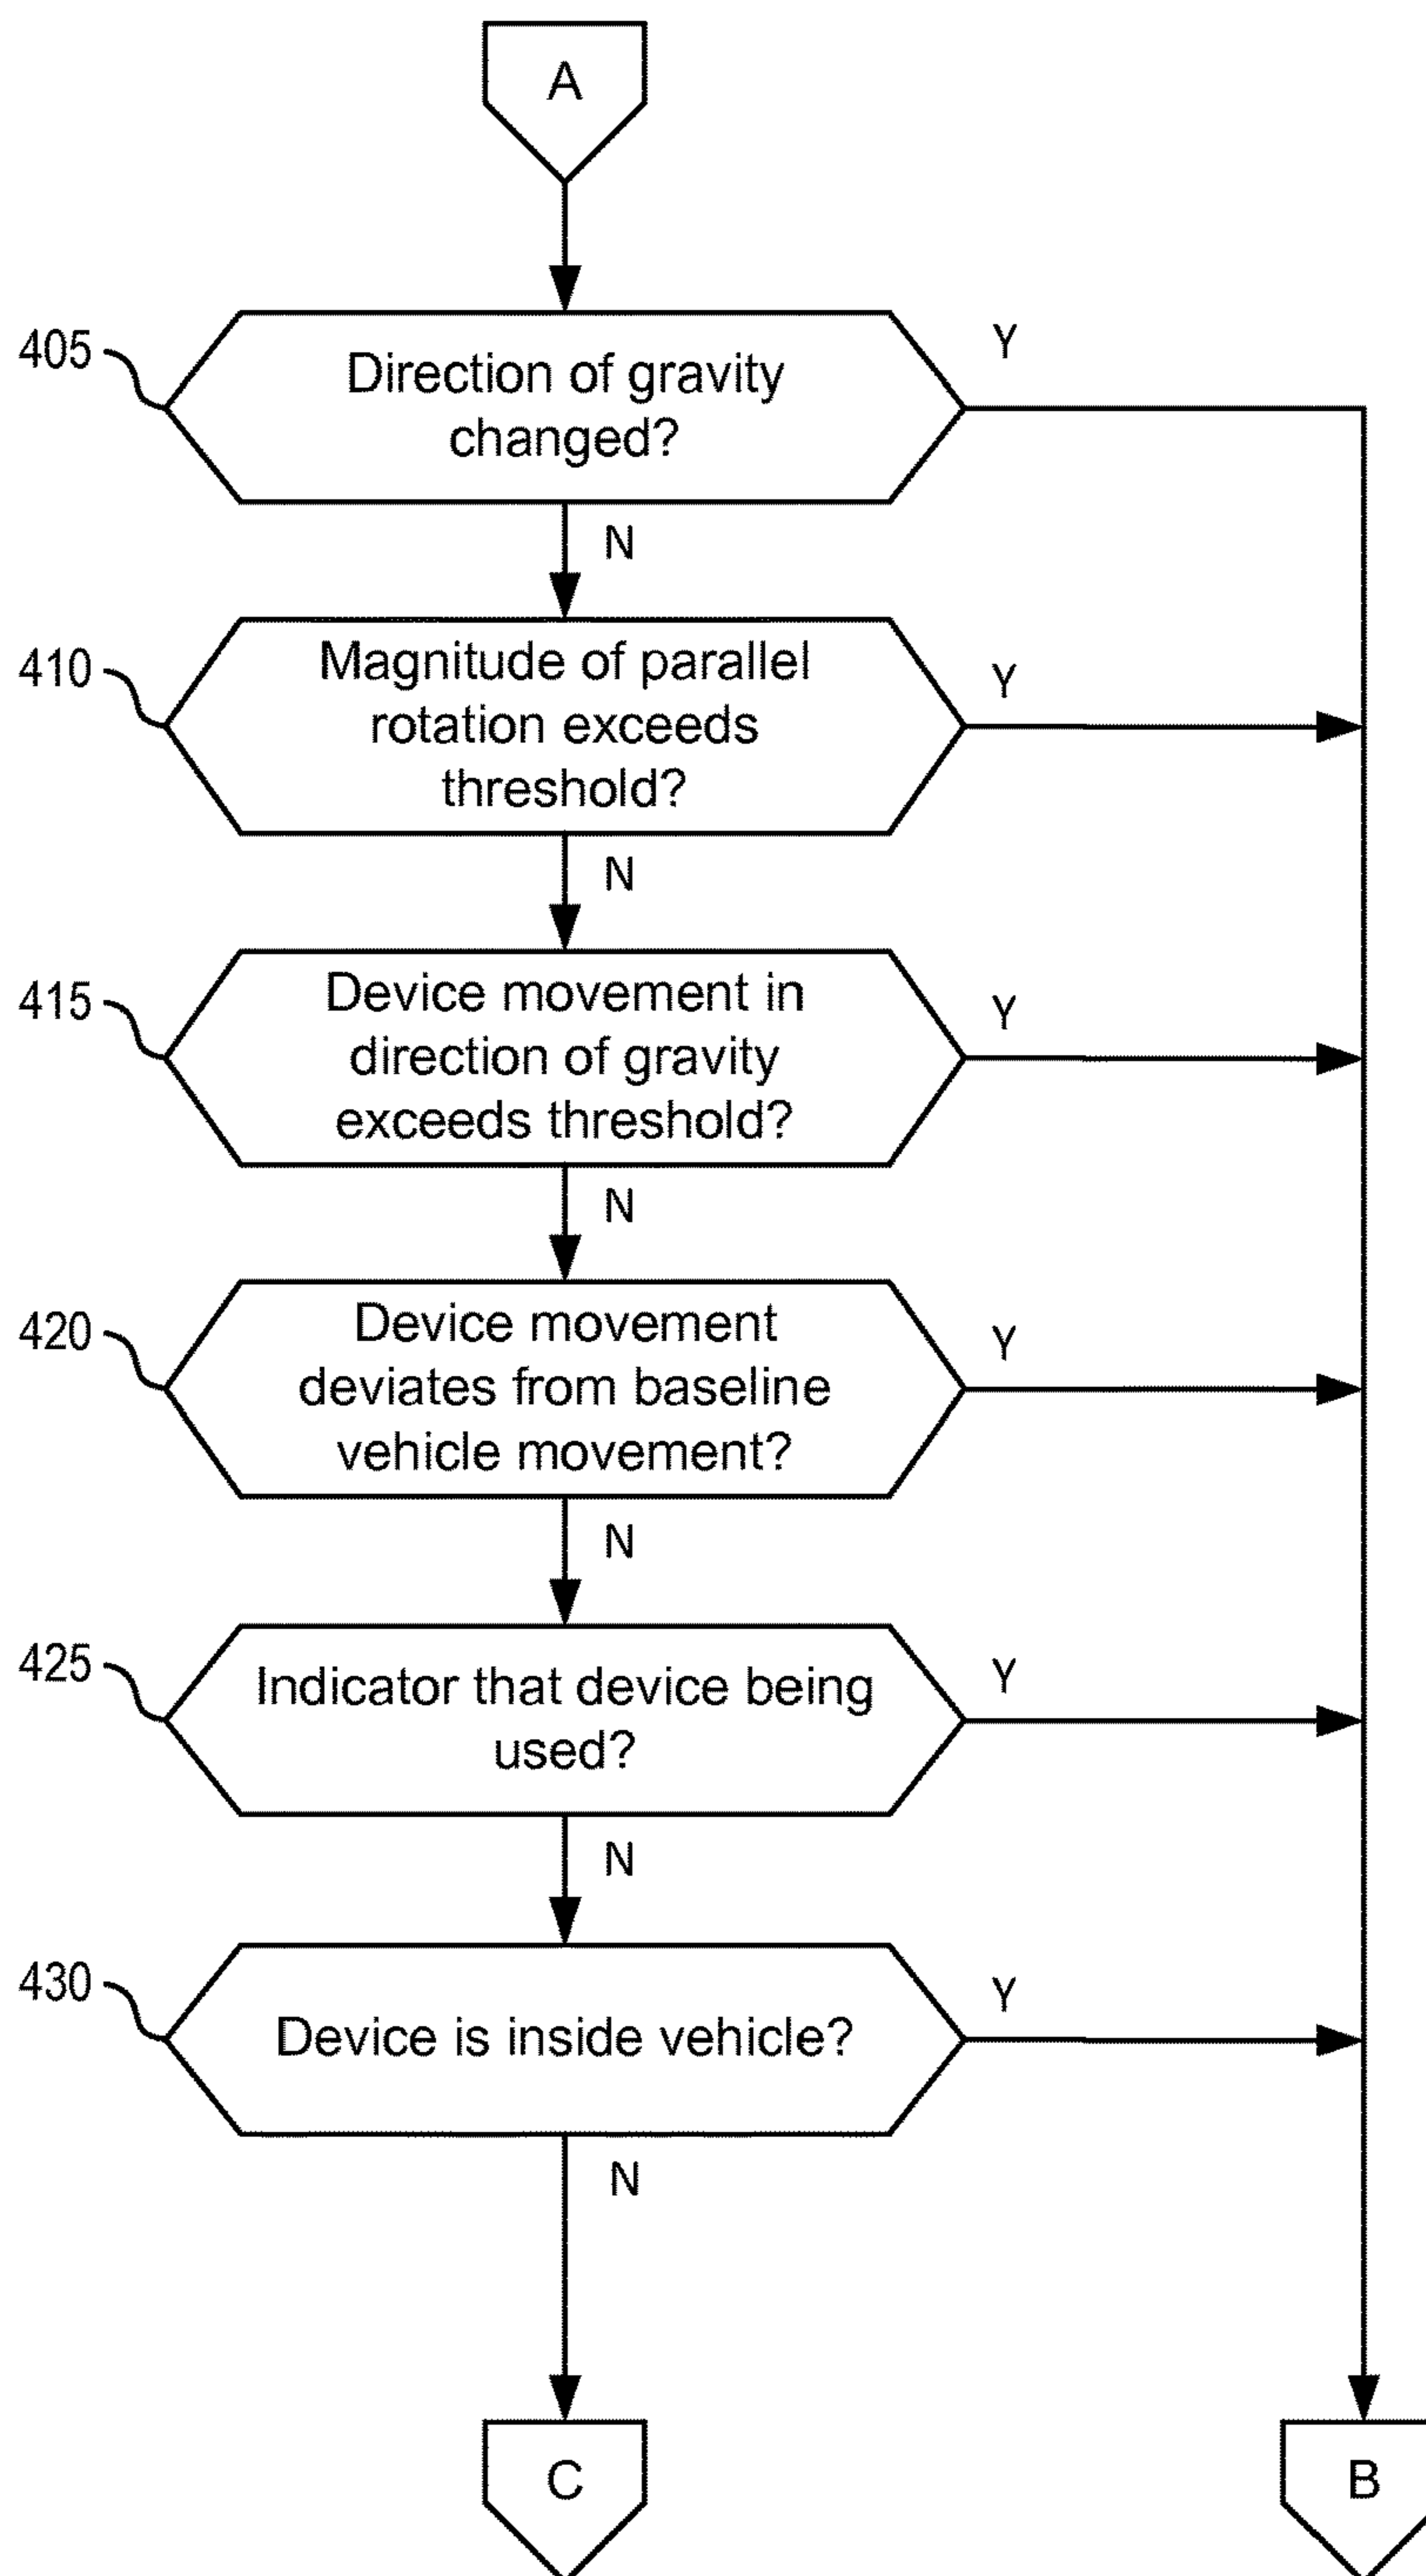 A
405
Direction of gravity
changed?
Y
N
410
Magnitude of parallel
rotation exceeds
threshold?
Y
N
415
Device movement in
direction of gravity
exceeds threshold?
Y
N
420
Device movement
deviates from baseline
vehicle movement?
Y
N
425
Indicator that device being
used?
Y
N
430
Device is inside vehicle?
Y
N
C
B